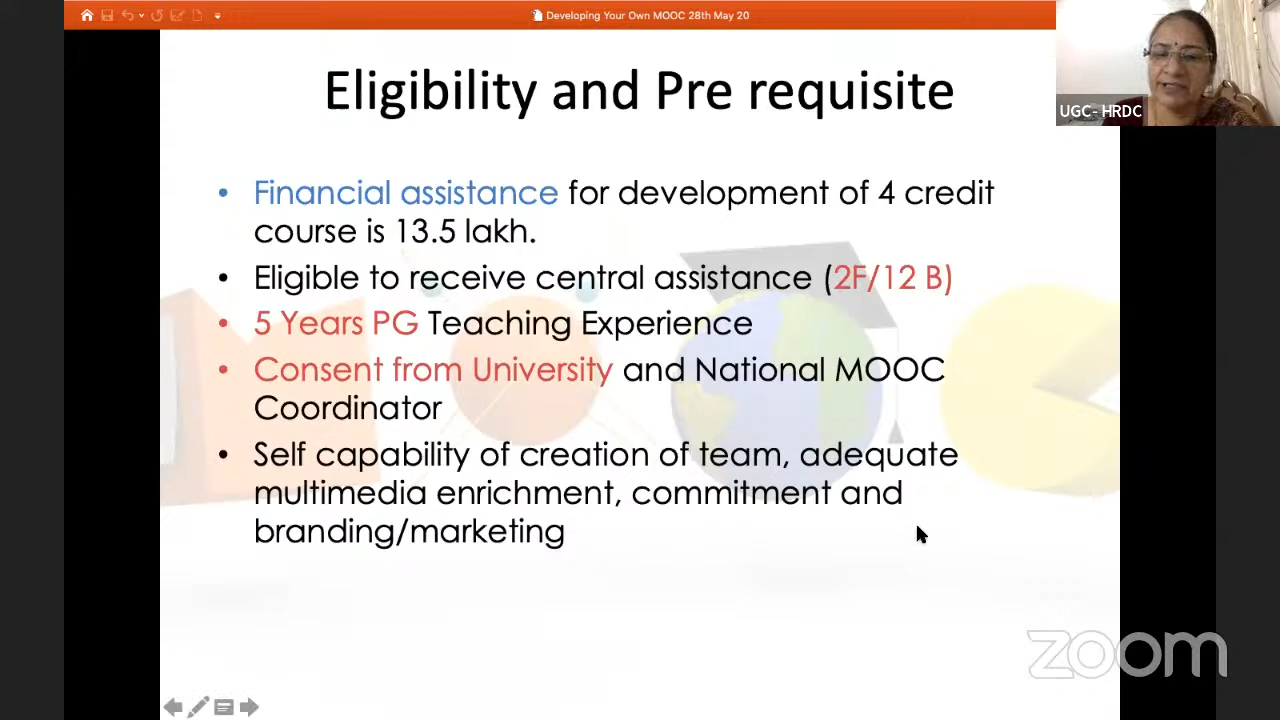 Developing Your Own MOOC 28th May 20
UGC- HRDC
Eligibility and Pre requisite
• Financial assistance for development of 4 credit
course is 13.5 lakh.
• Eligible to receive central assistance (2F/12 B)
• 5 Years PG Teaching Experience
• Consent from University and National MOOC
Coordinator
• Self capability of creation of team, adequate
multimedia enrichment, commitment and
branding/marketing
zoom